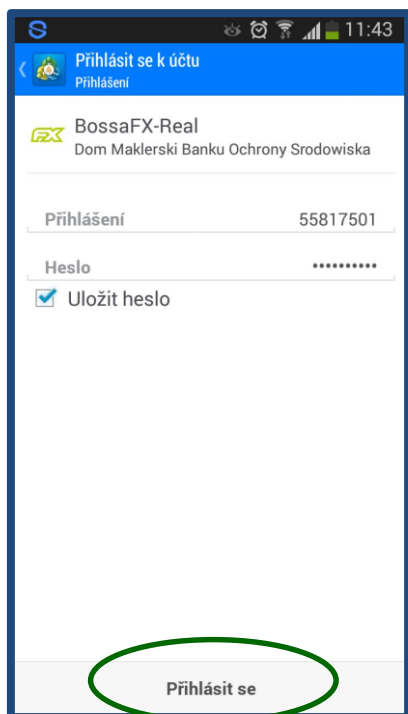 11:43
Přihlásit se k účtu
Přihlášení
FX
BossaFX-Real
Dom Maklerski Banku Ochrony Srodowiska
Přihlášení 55817501
Heslo ••••••••••
Uložit heslo
Přihlásit se